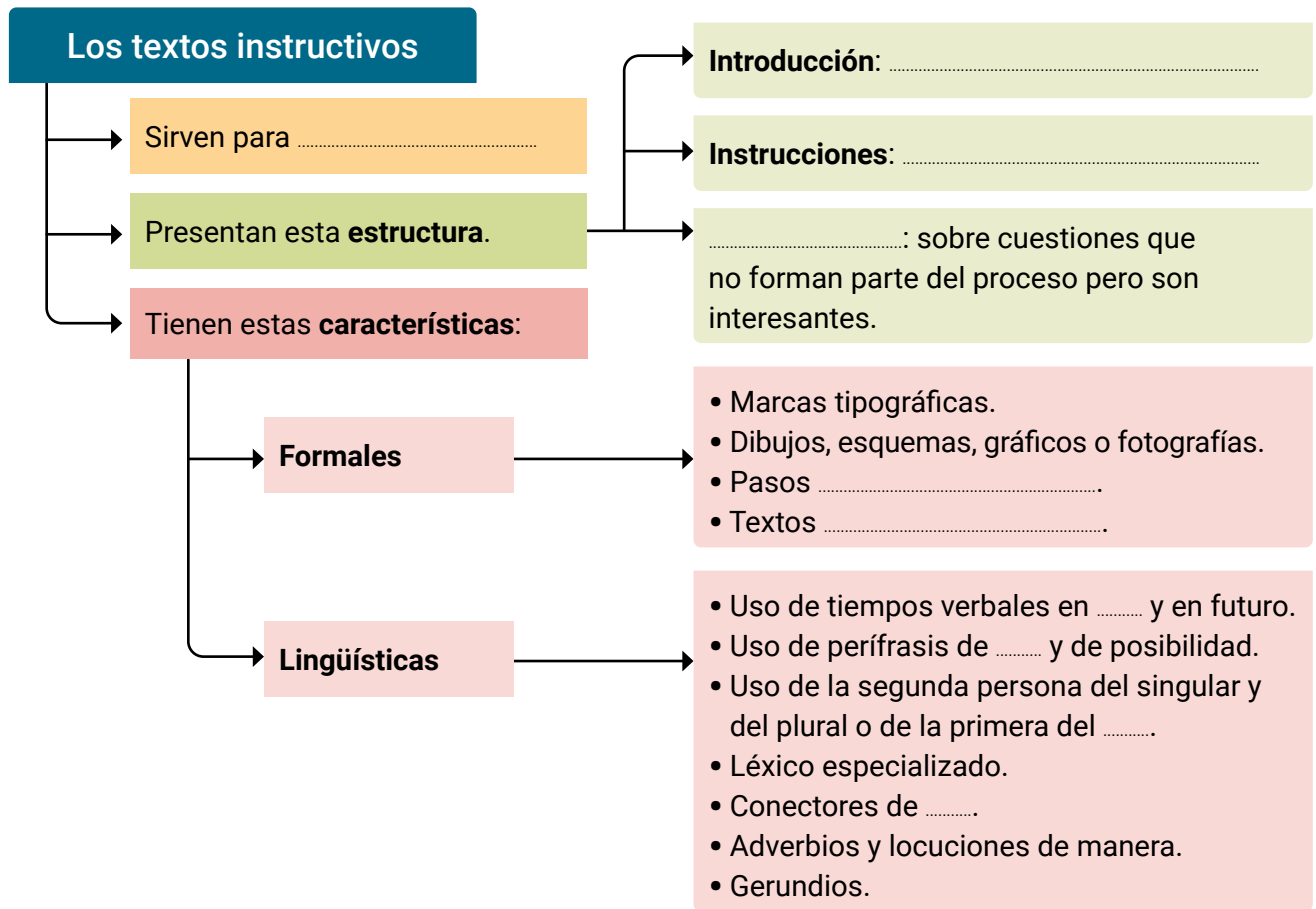 Los textos instructivos
Sirven para ................................................
Presentan esta estructura.
Tienen estas características:
Introducción: ................................................
Instrucciones: ................................................
................................................: sobre cuestiones que
no forman parte del proceso pero son
interesantes.
Formales
• Marcas tipográficas.
• Dibujos, esquemas, gráficos o fotografías.
• Pasos .................................................
• Textos .................................................
Lingüísticas
• Uso de tiempos verbales en ........... y en futuro.
• Uso de perífrasis de ........... y de posibilidad.
• Uso de la segunda persona del singular y
del plural o de la primera del ............
• Léxico especializado.
• Conectores de ............
• Adverbios y locuciones de manera.
• Gerundios.